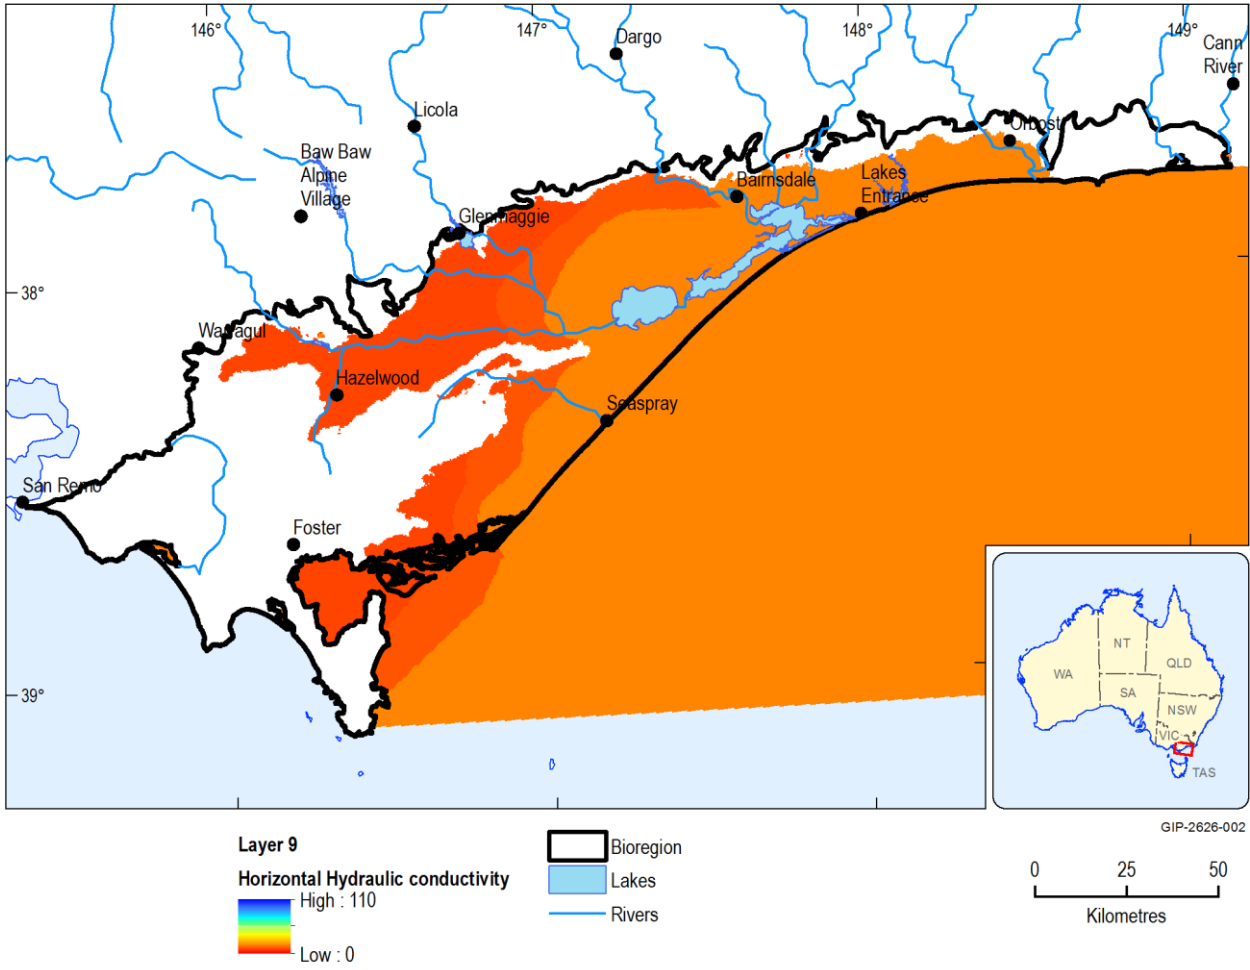 146°
147°
148°
149°
Dargo
Cann
River
Licola
Orbost
Baw Baw
Alpine
Village
Bairnsdale
Lakes
Entrance
Glenmaggie
38°
Warragul
Hazelwood
Seaspray
San Remo
Foster
39°
NT
QLD
WA
SA
NSW
VIC
TAS
GIP-2626-002
Layer 9
Horizontal Hydraulic conductivity
High : 110
Low : 0
Bioregion
Lakes
Rivers
0 25 50
Kilometres